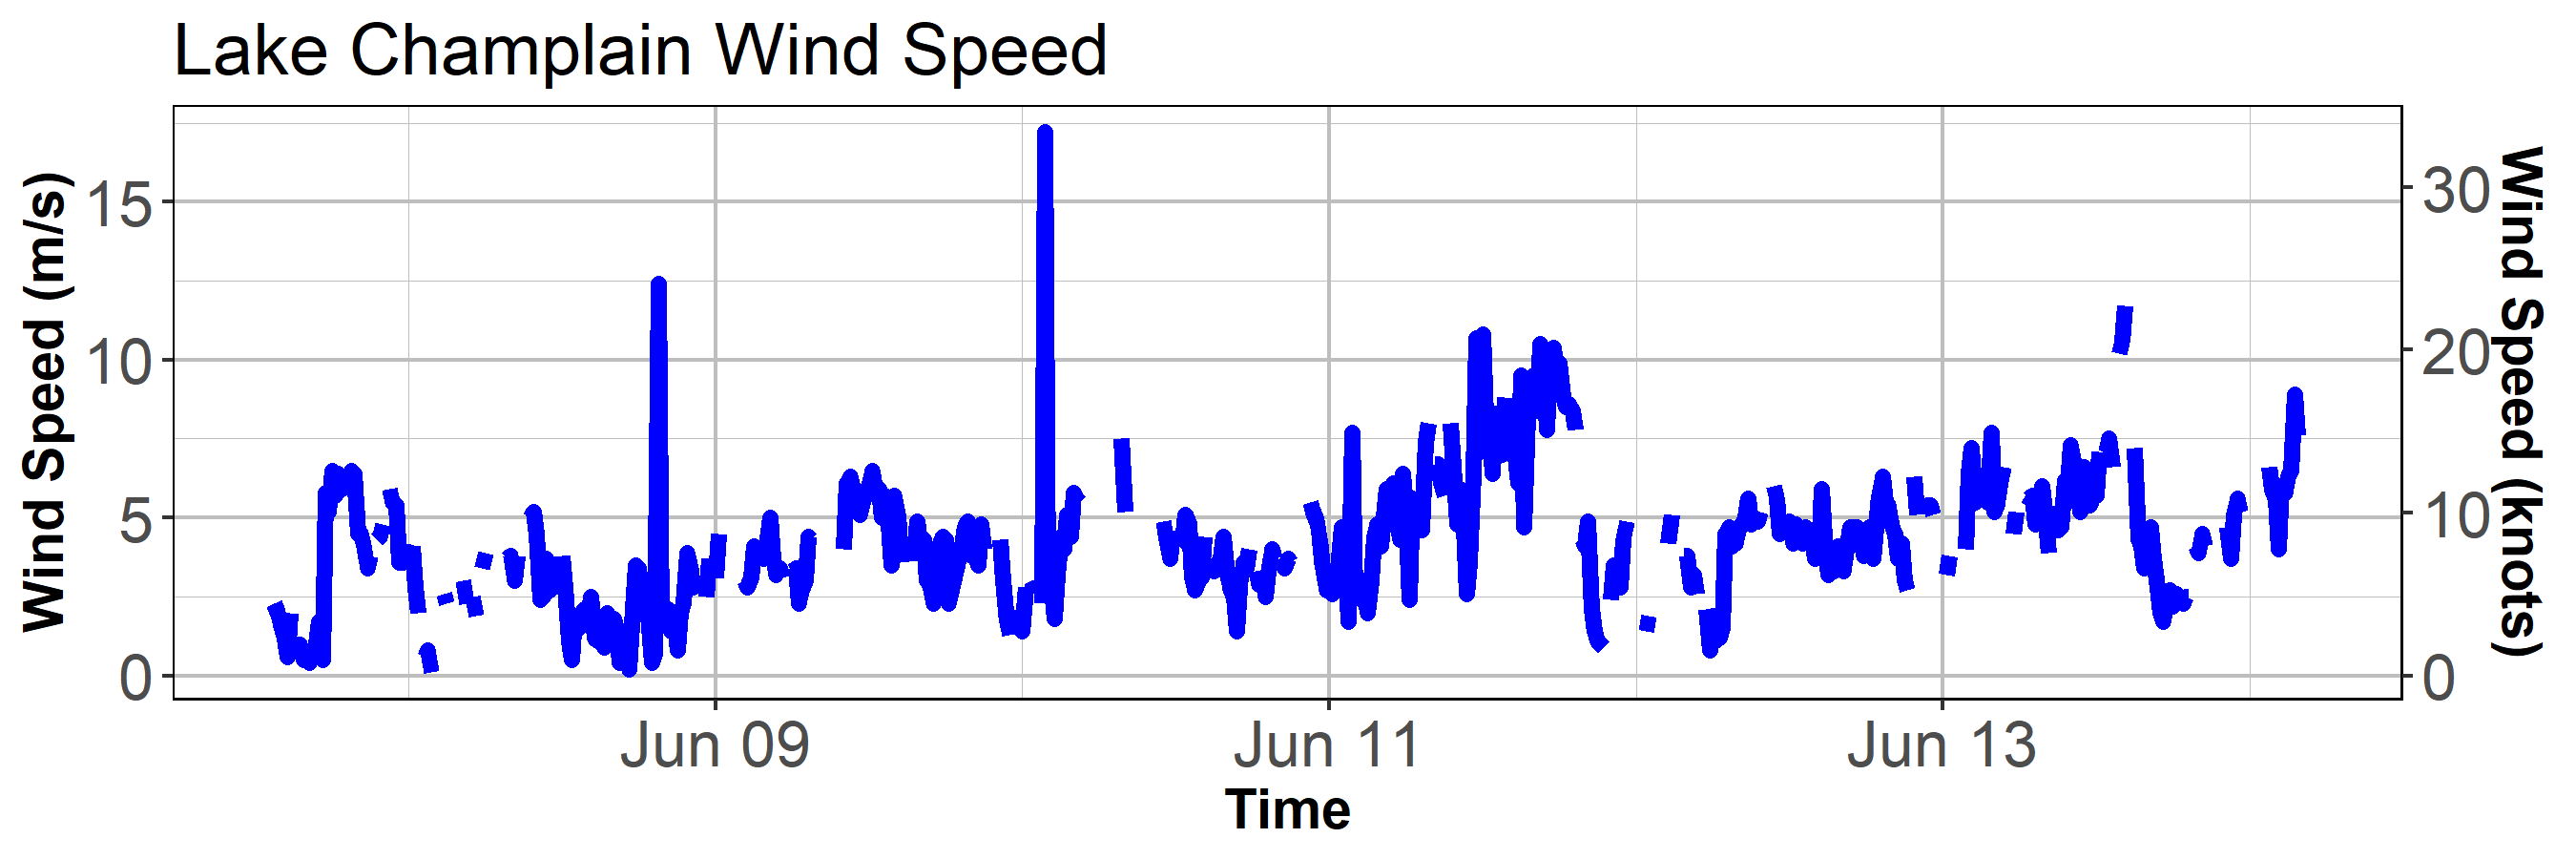 Lake Champlain Wind Speed
Wind Speed (m/s)
15
10
5
0
30
20
10
0
Wind Speed (knots)
Jun 09
Jun 11
Jun 13
Time